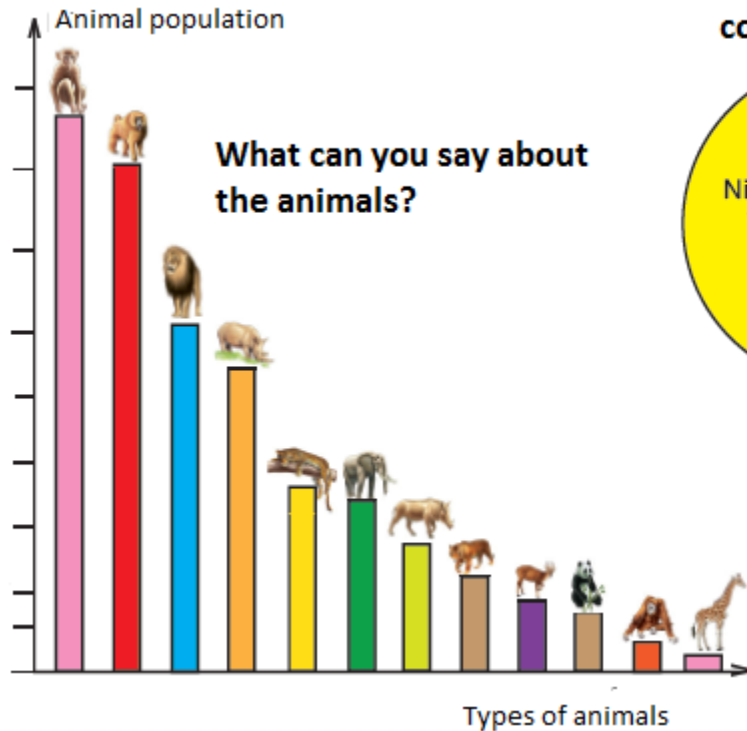 Animal population
What can you say about
the animals?
Types of animals